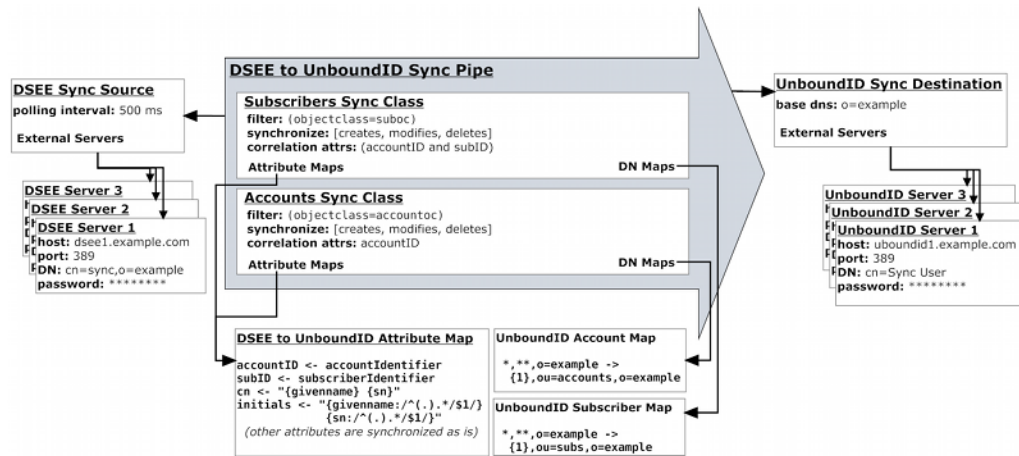 DSEE to UnboundID Sync Pipe
DSEE Sync Source
polling interval: 500 ms
External Servers
DSEE Server 3
DSEE Server 2
DSEE Server 1
host: dsee1.example.com
port: 389
DN: cn=sync,o=example
password: ********
Subscribers Sync Class
filter: (objectclass=suboc)
synchronize: [creates, modifies, deletes]
correlation attrs: (accountID and subID)
Attribute Maps
DN Maps
Accounts Sync Class
filter: (objectclass=accountoc)
synchronize: [creates, modifies, deletes]
correlation attrs: accountID
Attribute Maps
DN Maps
UnboundID Sync Destination
base dns: o=example
External Servers
UnboundID Server 3
UnboundID Server 2
UnboundID Server 1
host: uboundid1.example.com
port: 389
DN: cn=Sync User
password: ********
DSEE to UnboundID Attribute Map
accountID <- accountIdentifier
subID <- subscriberIdentifier
cn <- "{givenname} {sn}"
initials <- "{givenname:/^(.).*/$1/}
{sn:/^(.).*/$1/}"
(other attributes are synchronized as is)
UnboundID Account Map
*,**,o=example ->
{1},ou=accounts,o=example
UnboundID Subscriber Map
*,**,o=example ->
{1},ou=subs,o=example